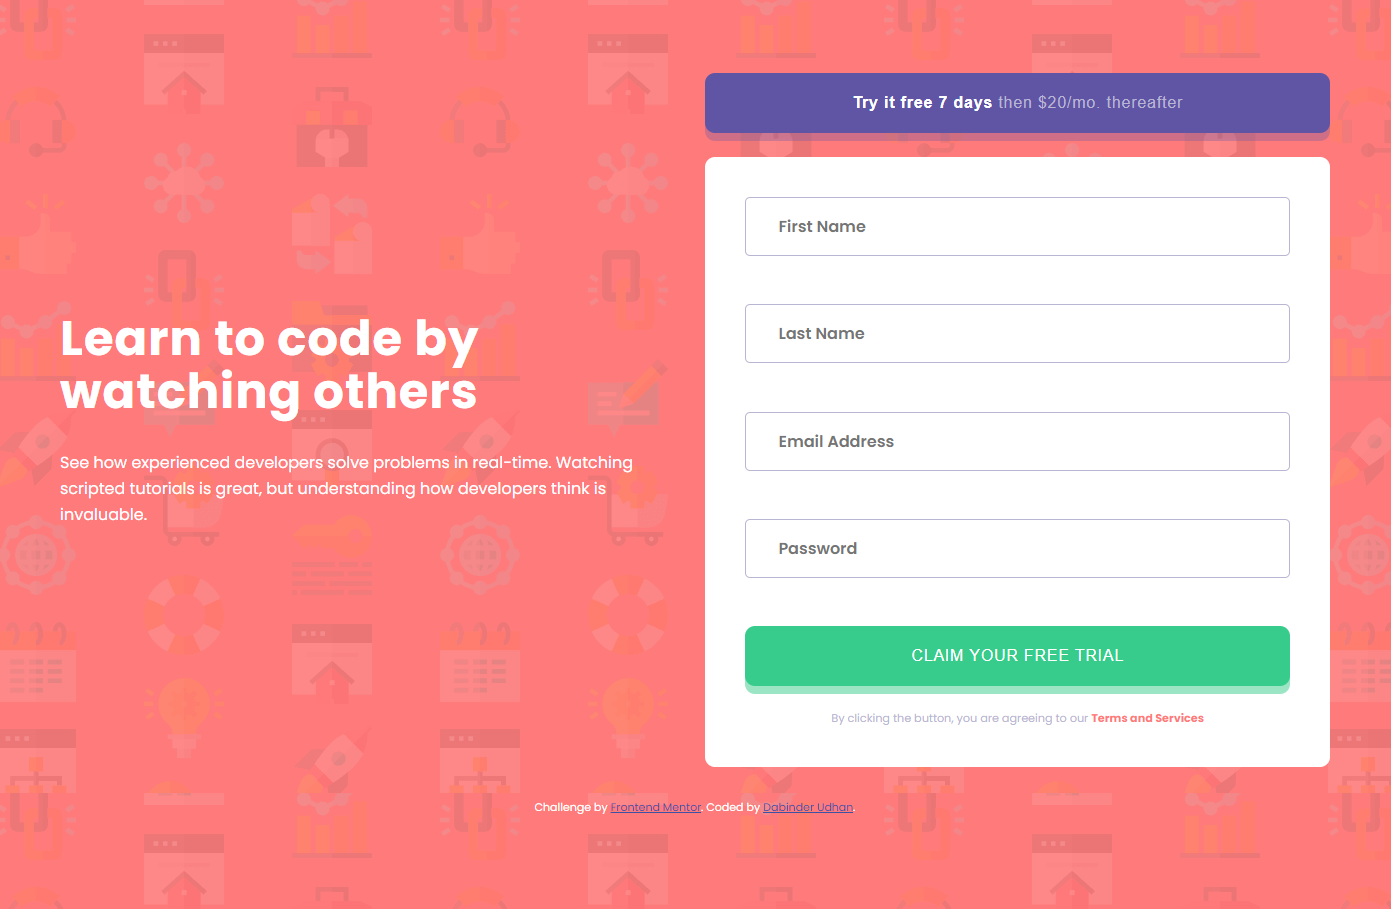 Learn to code by
watching others
See how experienced developers solve problems in real-time. Watching
scripted tutorials is great, but understanding how developers think is
invaluable.
Try it free 7 days then $20/mo. thereafter
First Name
Last Name
Email Address
Password
CLAIM YOUR FREE TRIAL
By clicking the button, you are agreeing to our Terms and Services
Challenge by Frontend Mentor. Coded by Dabinder Udhan.